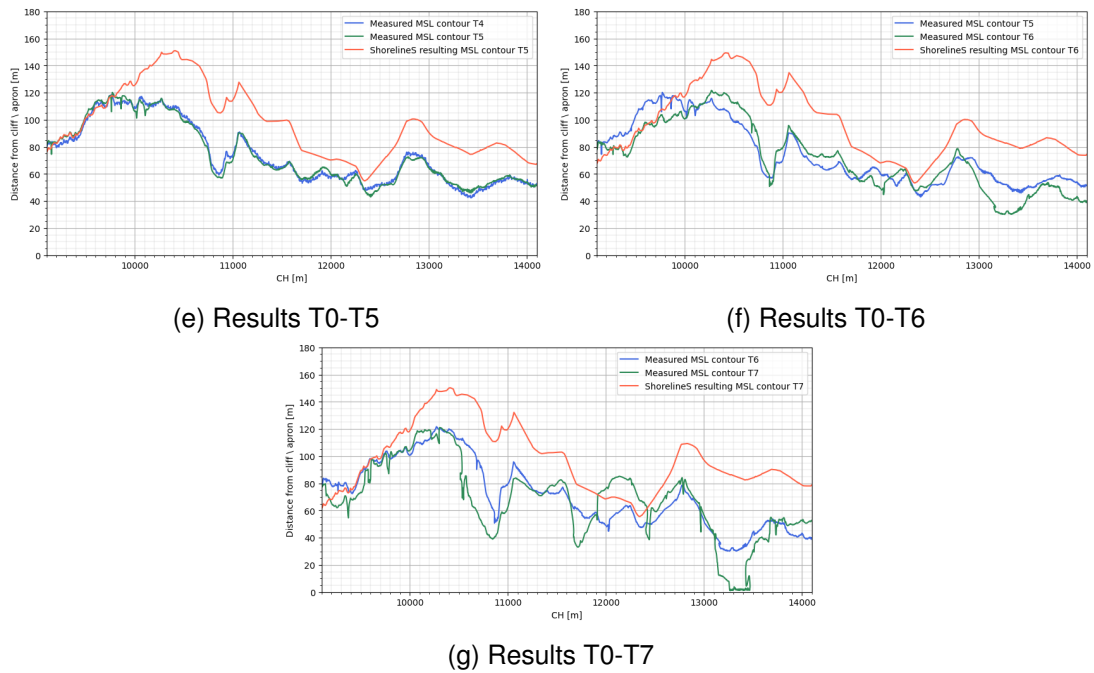 180
160
140
120
100
80
60
40
20
0
Distance from cliff \ apron [m]
Measured MSL contour T4
Measured MSL contour T5
ShorelineS resulting MSL contour T5
10000 11000 12000 13000 14000
CH [m]
(e) Results T0-T5
180
160
140
120
100
80
60
40
20
0
Distance from cliff \ apron [m]
Measured MSL contour T5
Measured MSL contour T6
ShorelineS resulting MSL contour T6
10000 11000 12000 13000 14000
CH [m]
(f) Results T0-T6
180
160
140
120
100
80
60
40
20
0
Distance from cliff \ apron [m]
Measured MSL contour T6
Measured MSL contour T7
ShorelineS resulting MSL contour T7
10000 11000 12000 13000 14000
CH [m]
(g) Results T0-T7